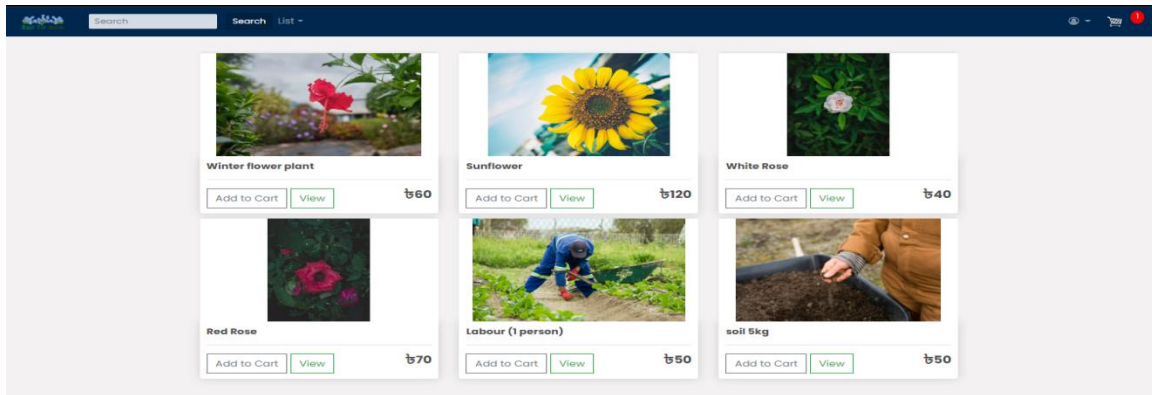 Search Search List 1
Winter flower plant Sunflower White Rose
Add to Cart View ৳60 Add to Cart View ৳120 Add to Cart View ৳40
Red Rose Labour (1 person) soil 5kg
Add to Cart View ৳70 Add to Cart View ৳50 Add to Cart View ৳50